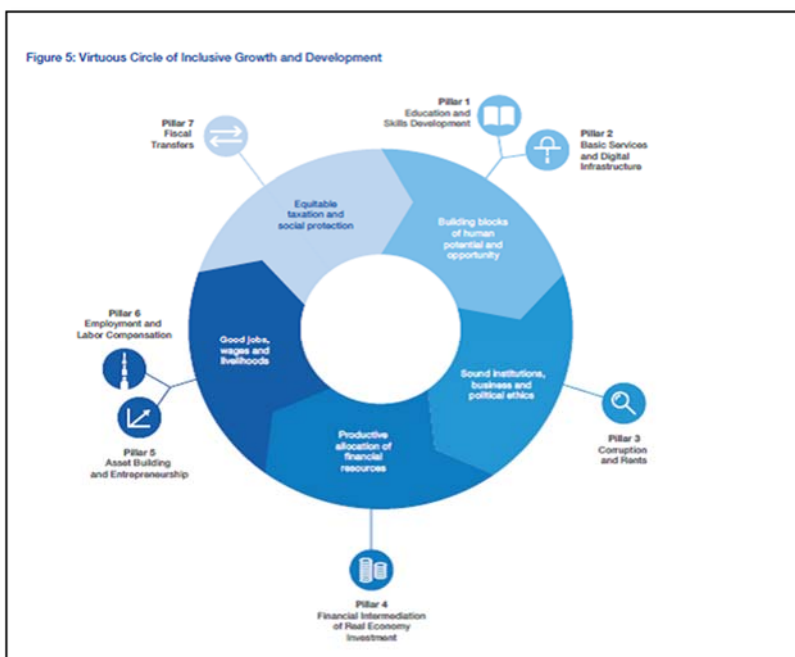 Figure 5: Virtuous Circle of Inclusive Growth and Development
Pillar 1
Education and
Skills Development
Pillar 2
Basic Services
and Digital
Infrastructure
Pillar 7
Fiscal
Transfers
Equitable
taxation and
social protection
Building blocks
of human
potential and
opportunity
Pillar 6
Employment and
Labor Compensation
Good jobs,
wages and
livelihoods
Sound institutions,
business and
political ethics
Pillar 3
Corruption
and Rents
Pillar 5
Asset Building
and Entrepreneurship
Productive
allocation of
financial
resources
Pillar 4
Financial Intermediation
of Real Economy
Investment